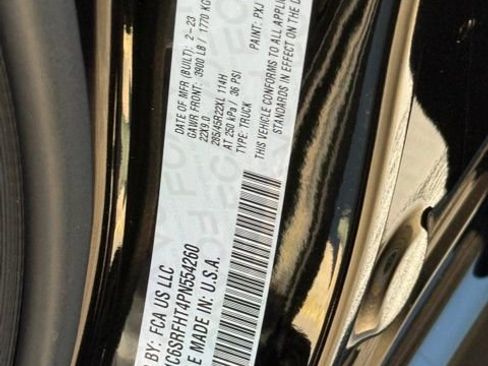 DATE OF MFR (BUILT): 2-23
GAWR FRONT: 3900 LB / 1770 KG
22X9.0
285/45R22XL 114H
AT 250 kPa / 36 PSI
TYPE: TRUCK
PAINT: PXJ
THIS VEHICLE CONFORMS TO ALL APPLI
STANDARDS IN EFFECT ON THE D
D BY: FCA US LLC
C6SRFHT4PN554260
E MADE IN: U.S.A.